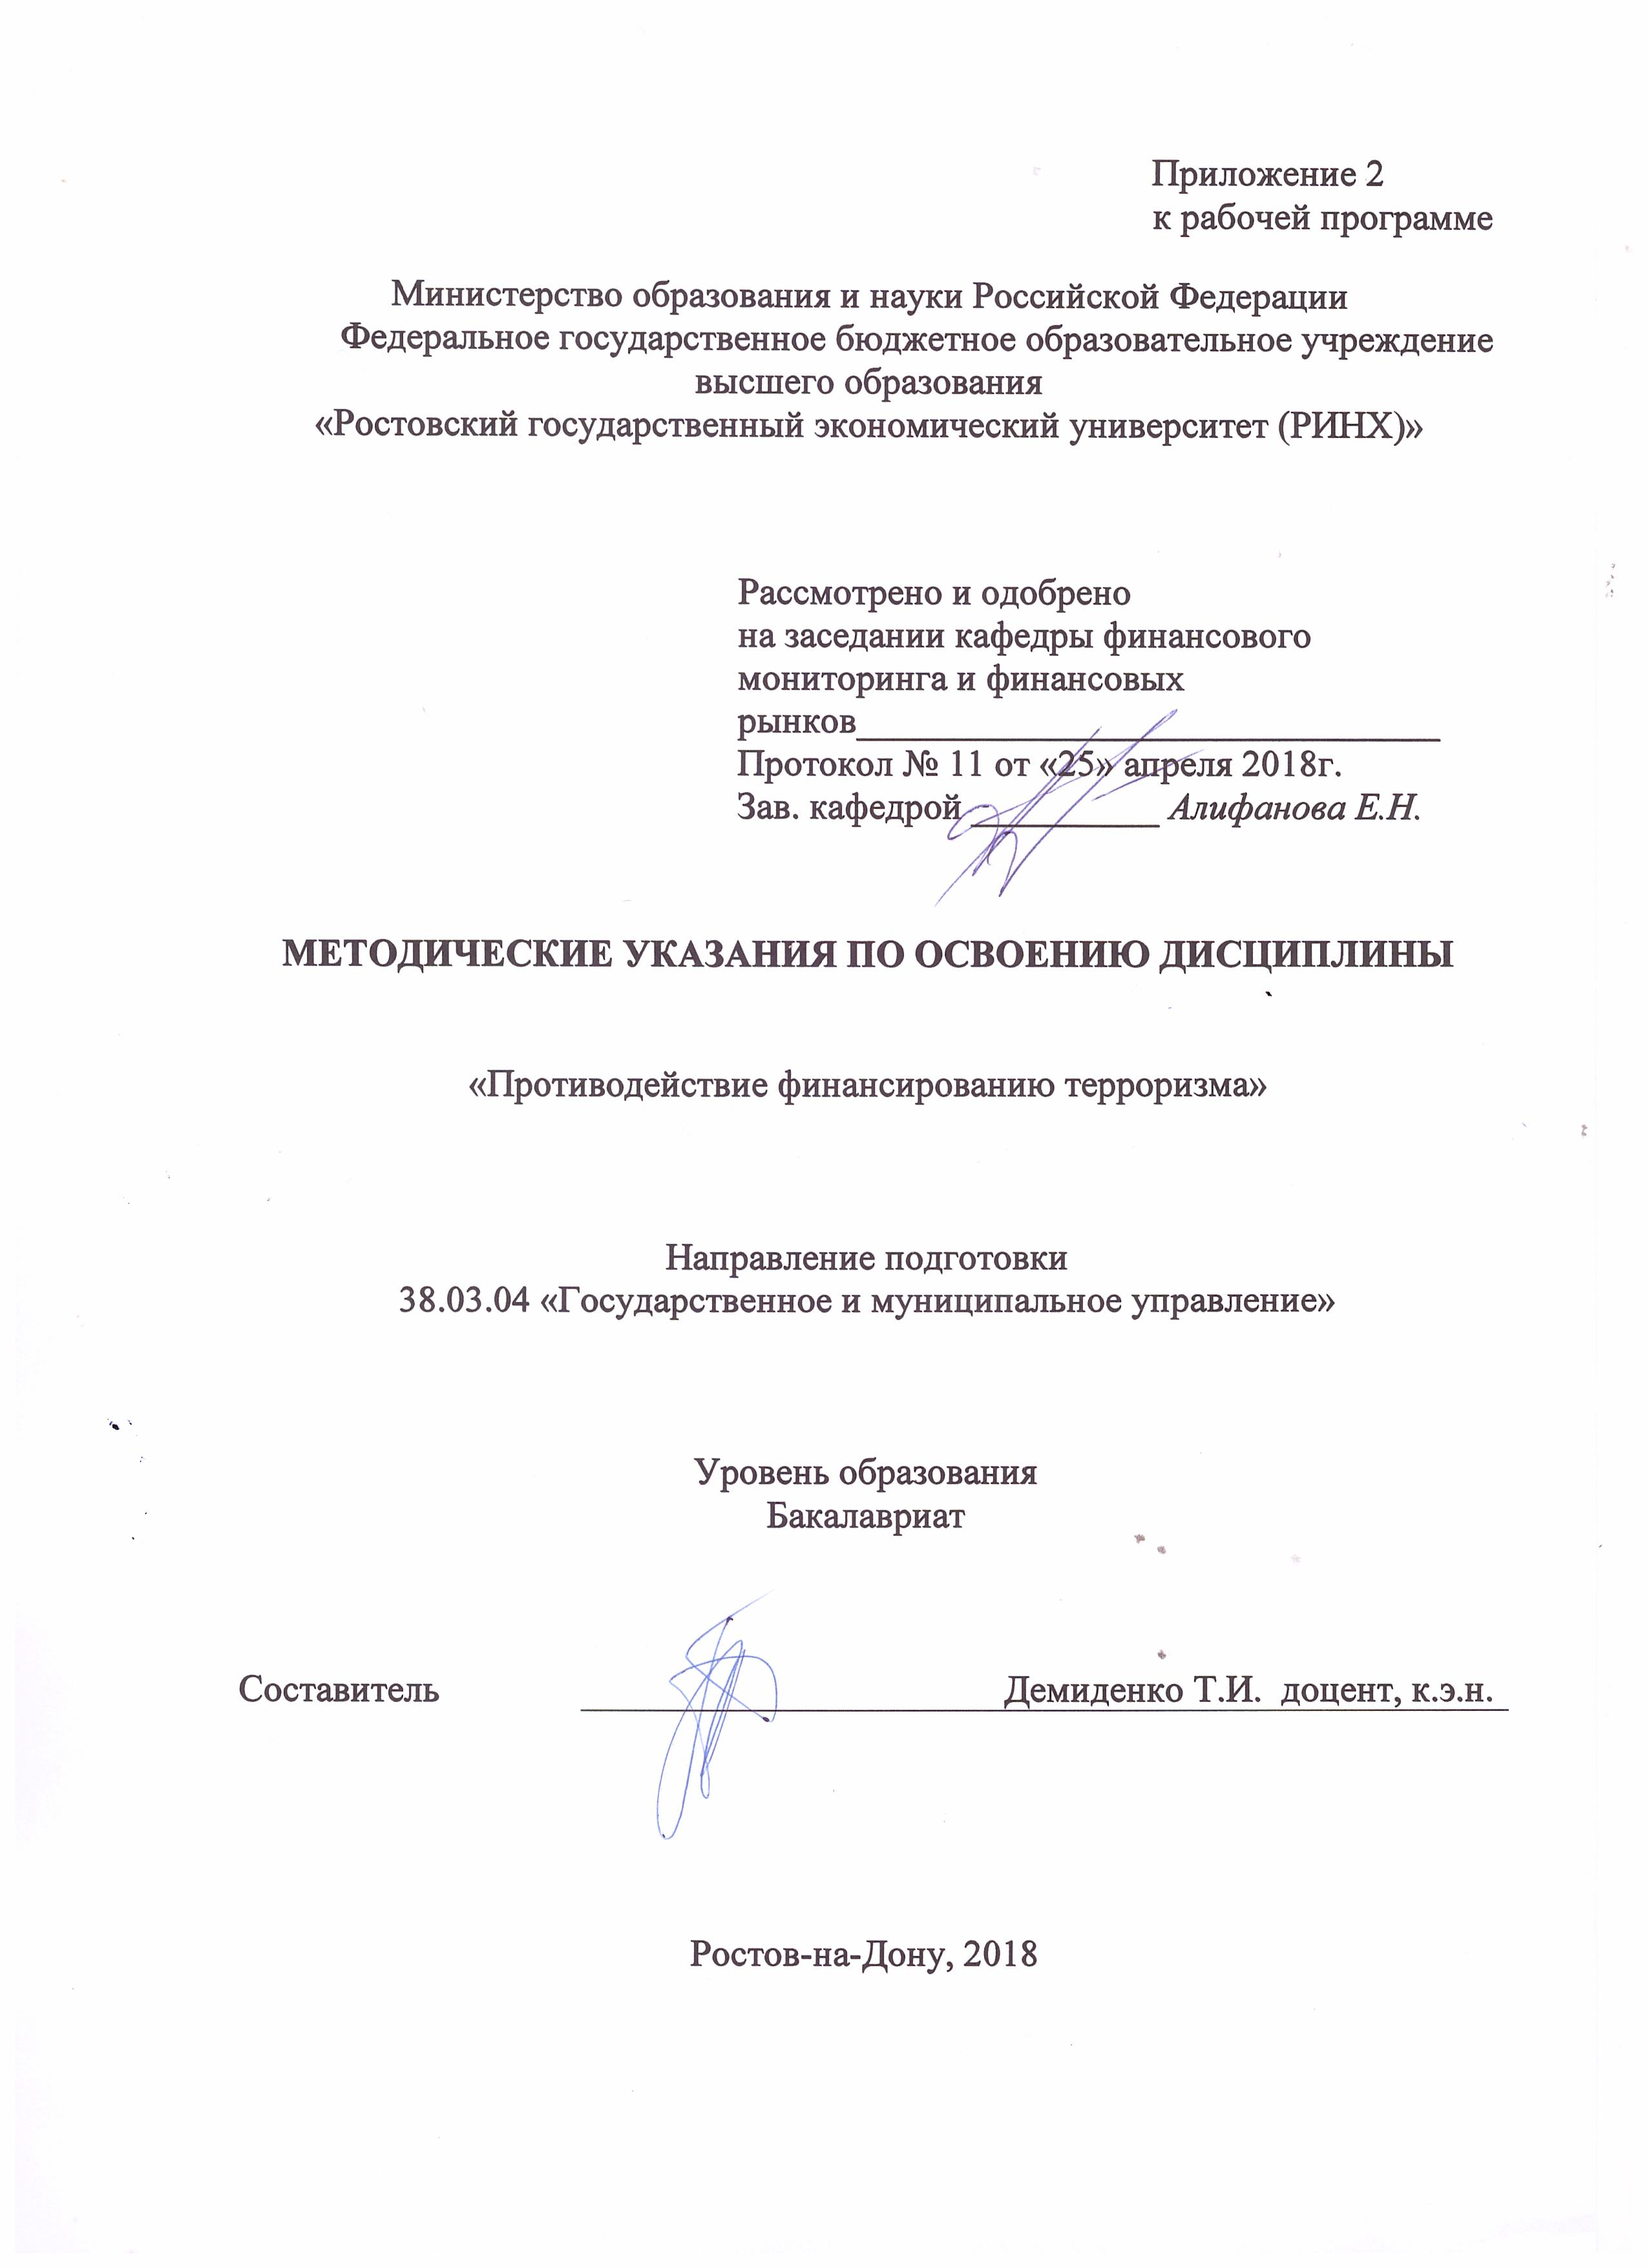 Приложение 2
к рабочей программе
Министерство образования и науки Российской Федерации
Федеральное государственное бюджетное образовательное учреждение
высшего образования
«Ростовский государственный экономический университет (РИНХ)»
Рассмотрено и одобрено
на заседании кафедры финансового
мониторинга и финансовых
рынков
Протокол № 11 от «25» апреля 2018г.
Зав. кафедрой ___________ Алифанова Е.Н.
МЕТОДИЧЕСКИЕ УКАЗАНИЯ ПО ОСВОЕНИЮ ДИСЦИПЛИНЫ
«Противодействие финансированию терроризма»
Направление подготовки
38.03.04 «Государственное и муниципальное управление»
Уровень образования
Бакалавриат
Составитель Демиденко Т.И. доцент, к.э.н.
Ростов-на-Дону, 2018